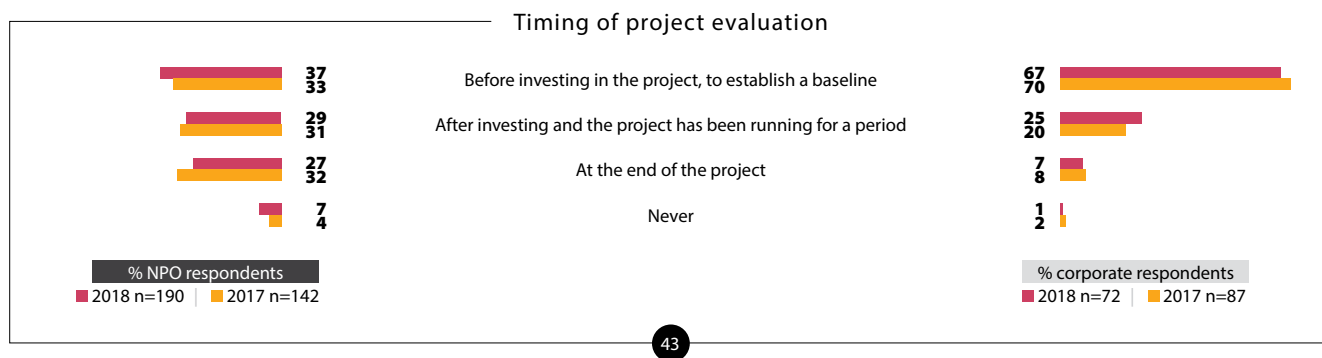 Timing of project evaluation
37 Before investing in the project, to establish a baseline 67
33 70
29 After investing and the project has been running for a period 25
31 20
27 At the end of the project 7
32 8
7 Never 1
4 2
% NPO respondents % corporate respondents
2018 n=190 2017 n=142 2018 n=72 2017 n=87
43